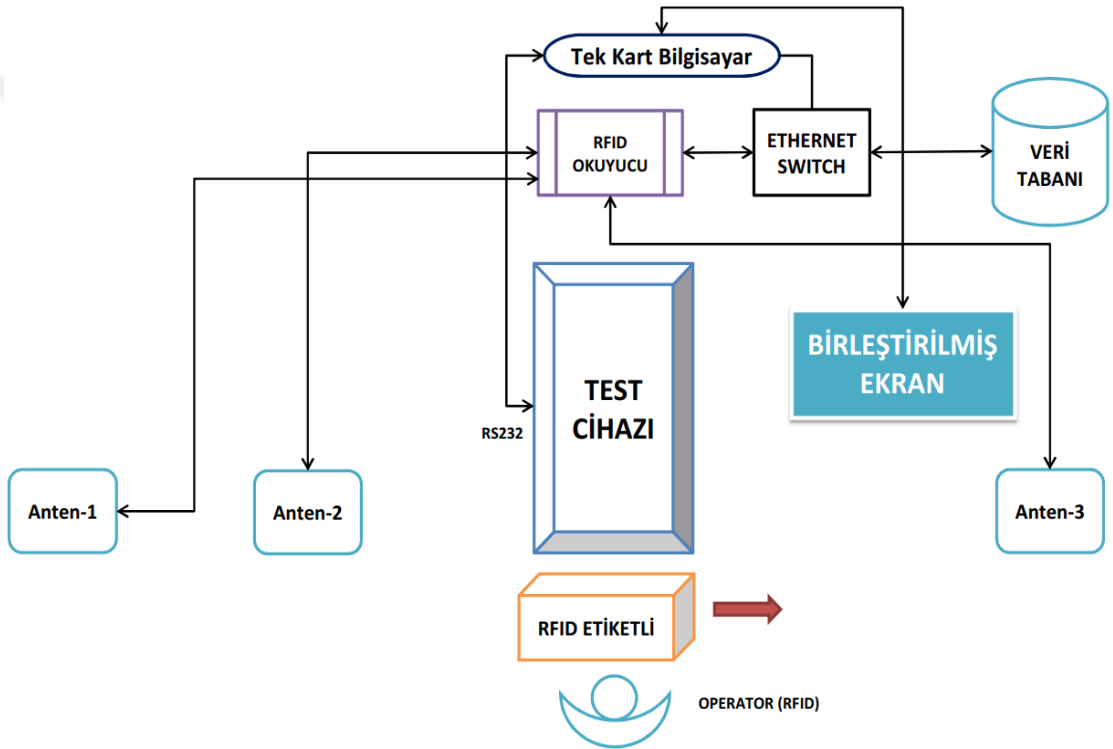 Tek Kart Bilgisayar
RFID
OKUYUCU
ETHERNET
SWITCH
VERİ
TABANI
BİRLEŞTİRİLMİŞ
EKRAN
TEST
CİHAZI
RS232
Anten-1
Anten-2
Anten-3
RFID ETİKETLİ
OPERATOR (RFID)